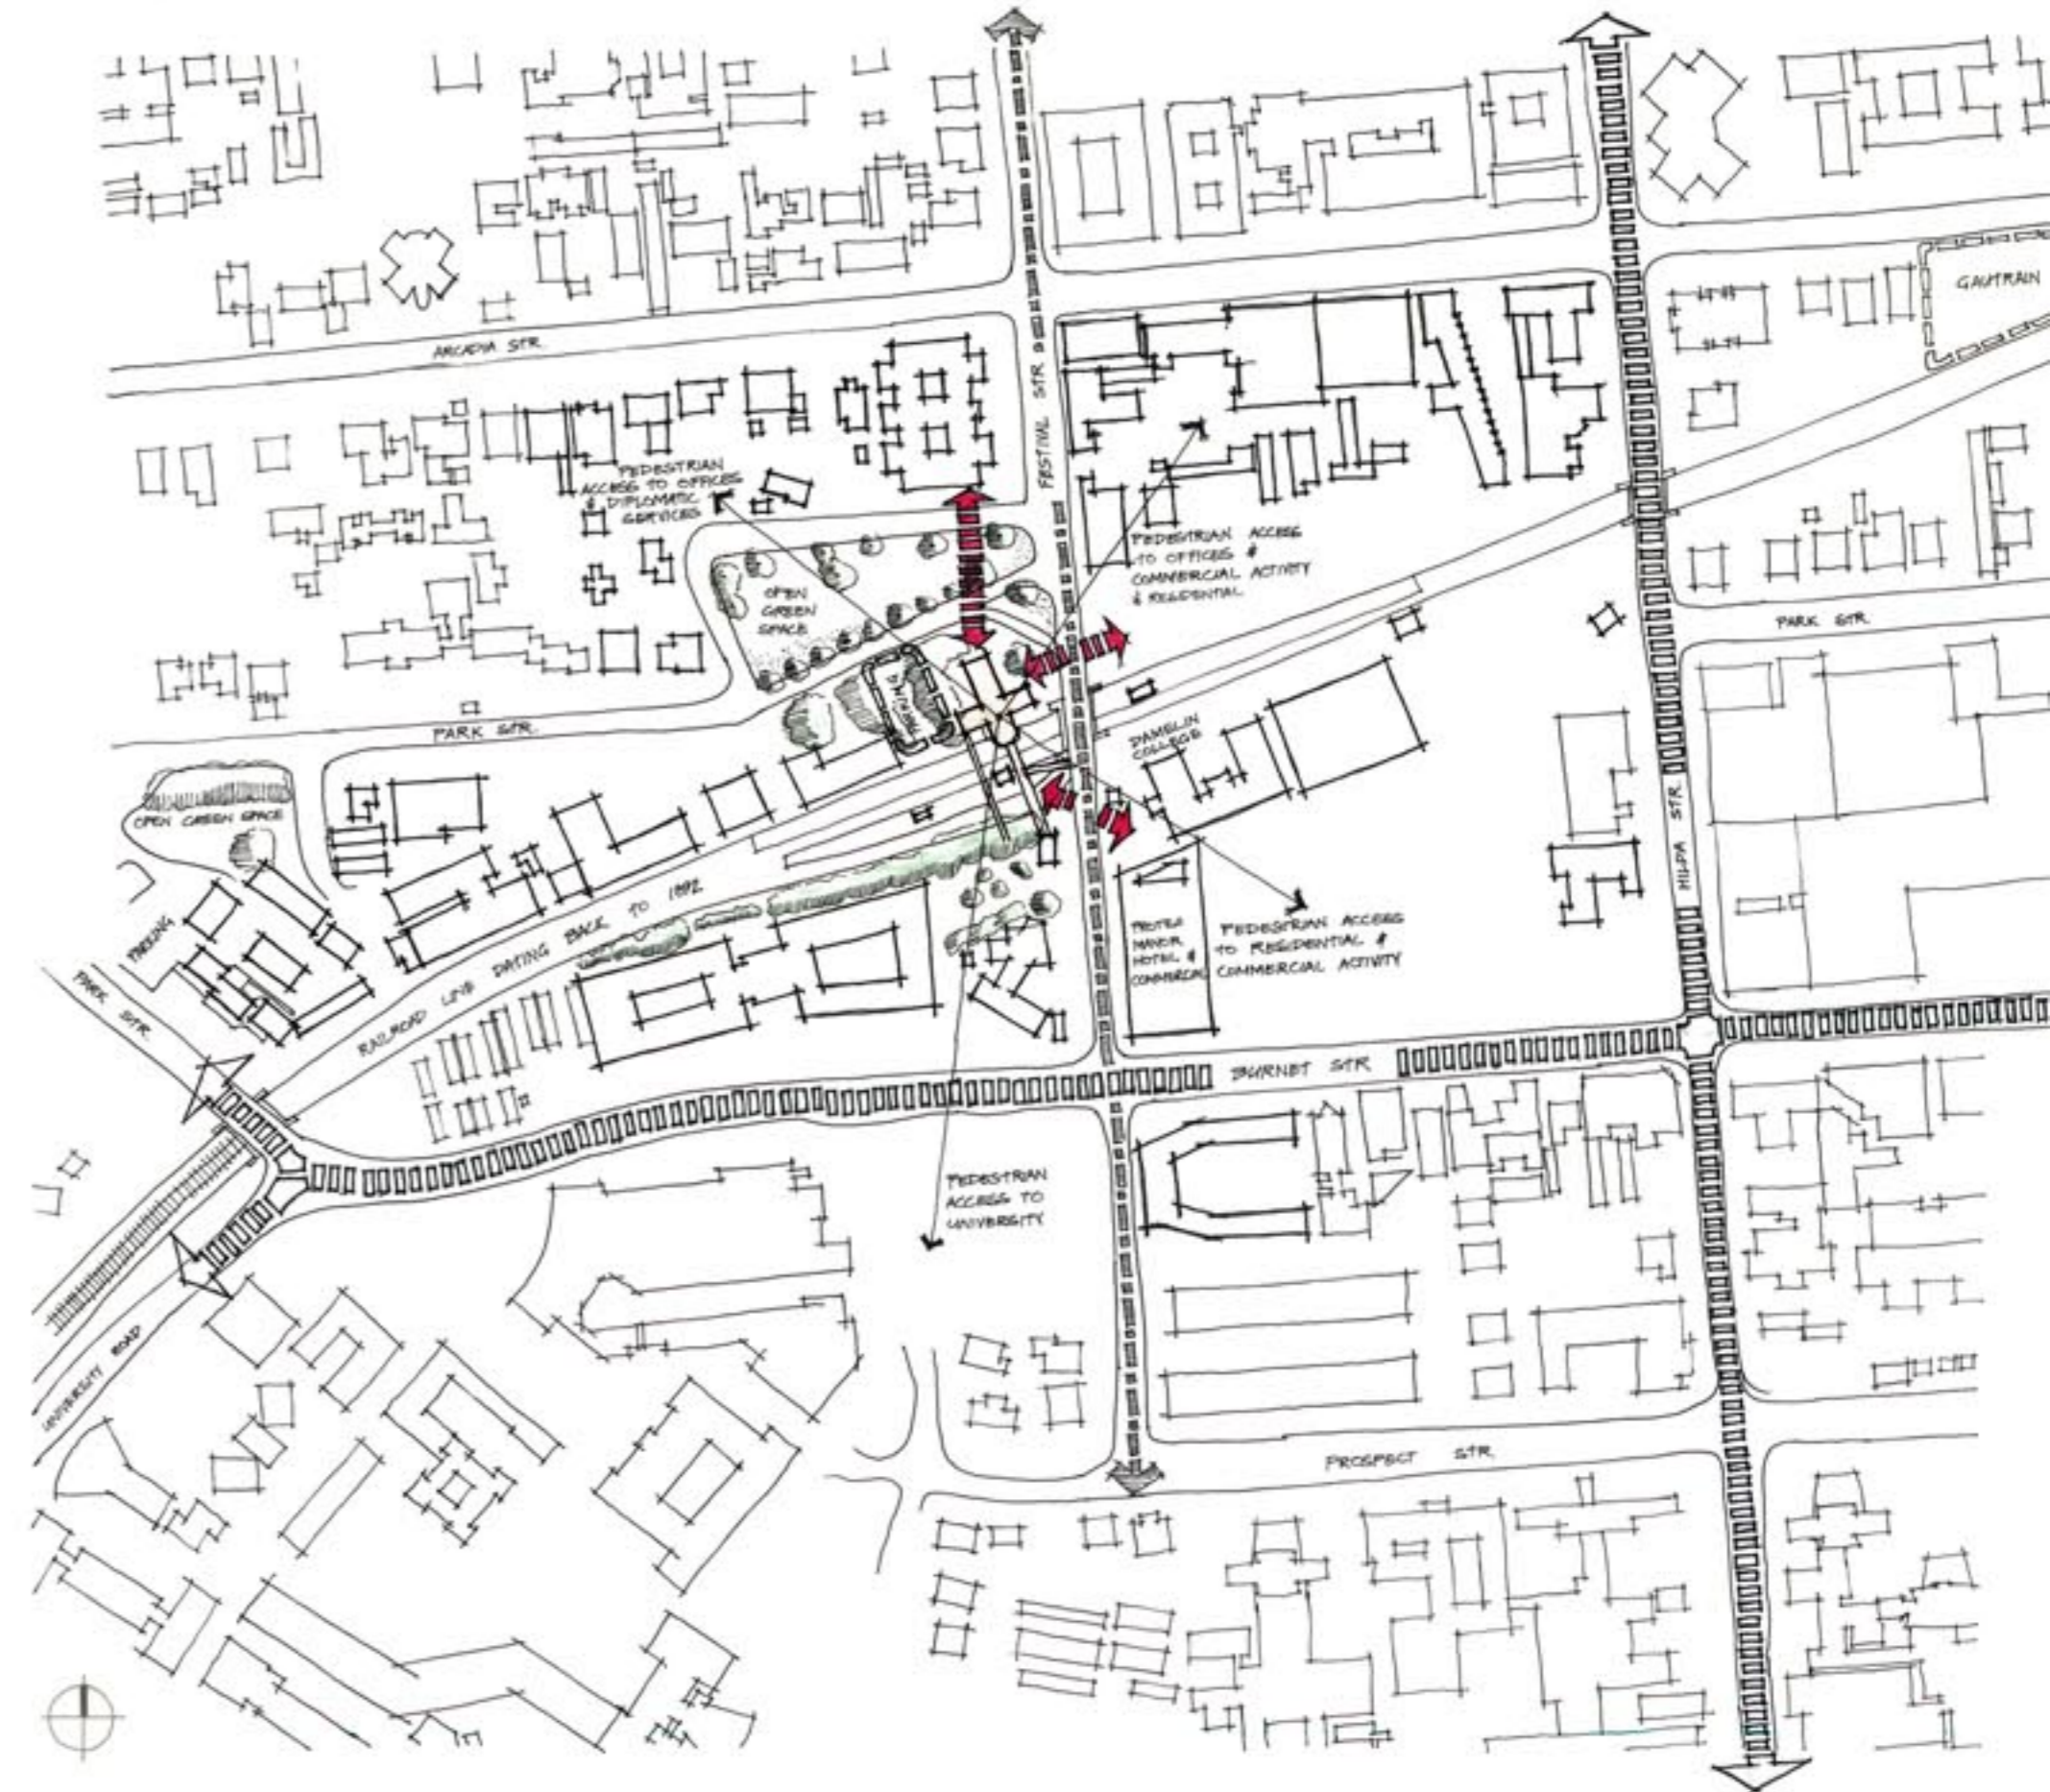 GAUTRAIN
ARCADIA STR.
FESTIVAL STR
PEDESTRIAN
ACCESS TO OFFICES
& DIPLOMATIC
SERVICES
PEDESTRIAN ACCESS
TO OFFICES &
COMMERCIAL ACTIVITY
& RESIDENTIAL
OPEN
GREEN
SPACE
PARK STR.
PARK STR.
DAMELIN
COLLEGE
OPEN GREEN SPACE
HILDA STR.
PARKING
RAILROAD LINE DATING BACK TO 1892
PROTEA
MANOR
HOTEL &
COMMERCIAL
PEDESTRIAN ACCESS
TO RESIDENTIAL &
COMMERCIAL ACTIVITY
PARK STR.
BURNET STR
PEDESTRIAN
ACCESS TO
UNIVERSITY
UNIVERSITY ROAD
PROSPECT STR.